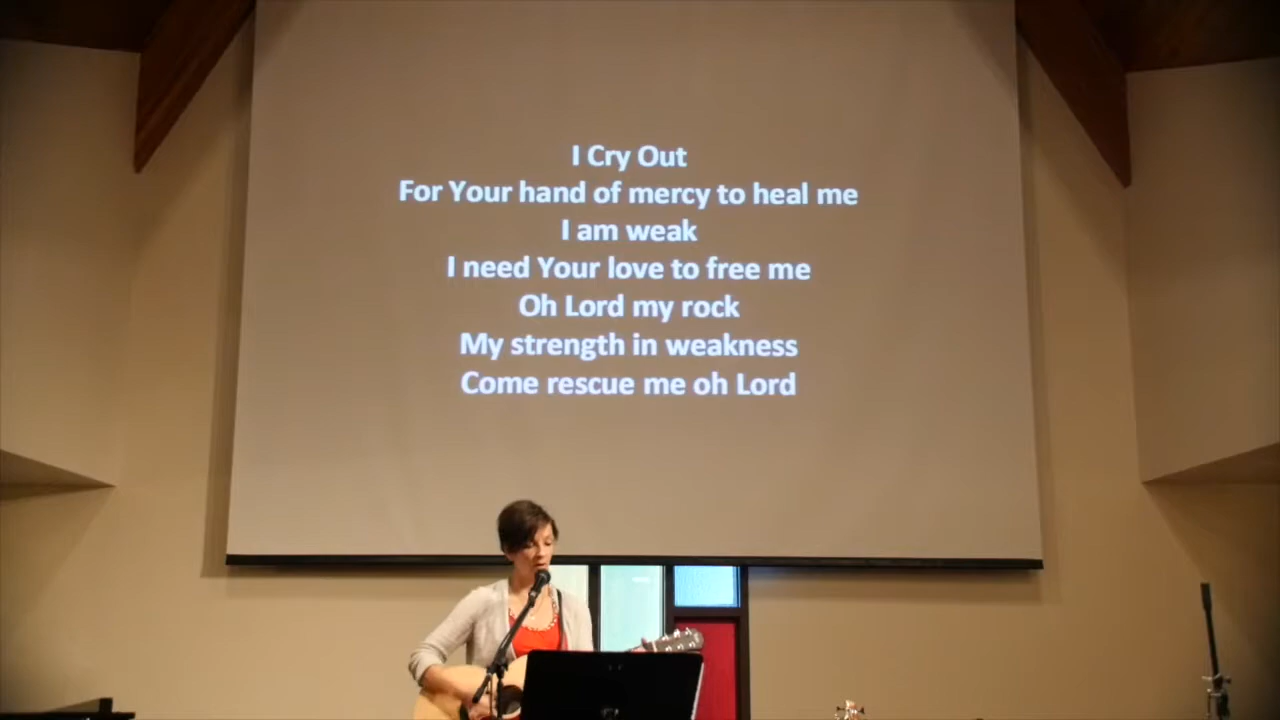 I Cry Out
For Your hand of mercy to heal me
I am weak
I need Your love to free me
Oh Lord my rock
My strength in weakness
Come rescue me oh Lord